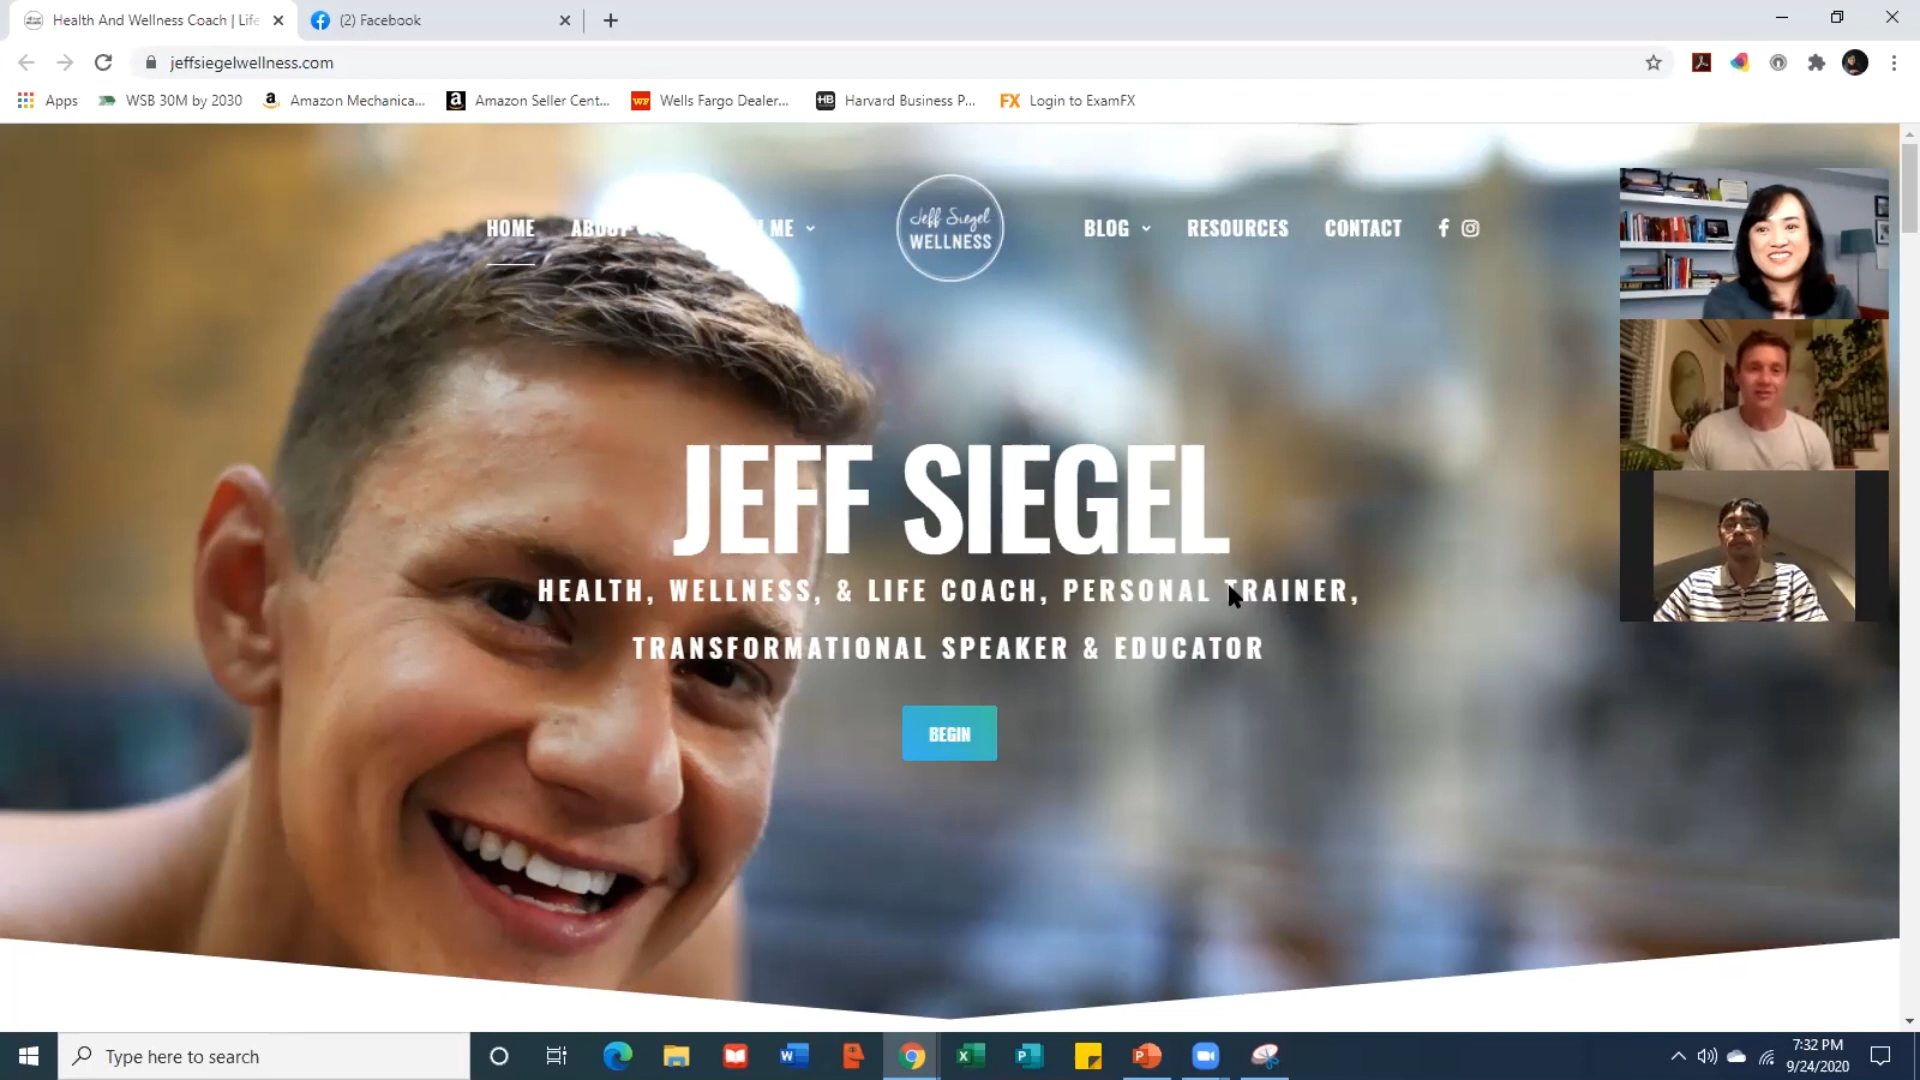 Health And Wellness Coach | Life
(2) Facebook
jeffsiegelwellness.com
Apps
WSB 30M by 2030
Amazon Mechanica...
Amazon Seller Cent...
Wells Fargo Dealer...
Harvard Business P...
Login to ExamFX
HOME
ME
Jeff Siegel
WELLNESS
BLOG
RESOURCES
CONTACT
JEFF SIEGEL
HEALTH, WELLNESS, & LIFE COACH, PERSONAL TRAINER,
TRANSFORMATIONAL SPEAKER & EDUCATOR
BEGIN
Type here to search
7:32 PM
9/24/2020